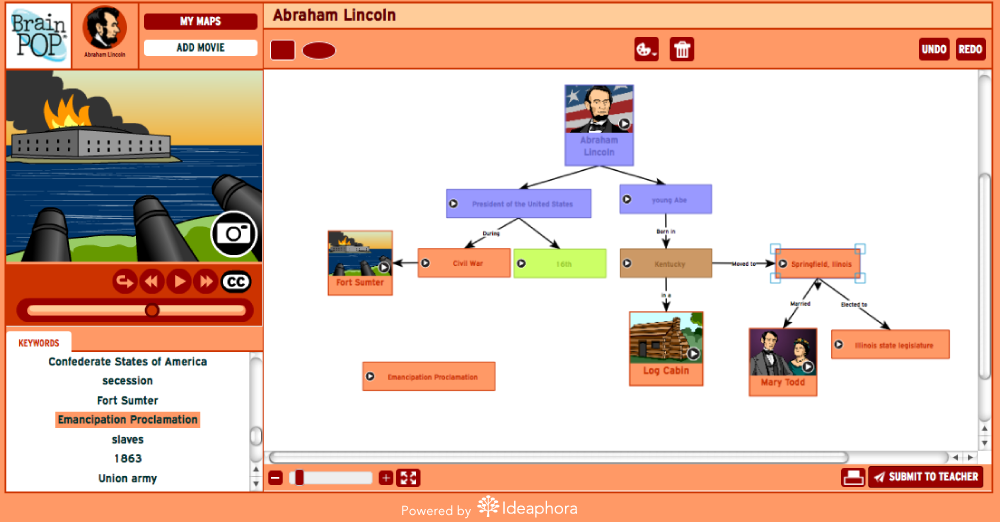 Brain
POP®
Abraham Lincoln
MY MAPS
ADD MOVIE
Abraham Lincoln
UNDO
REDO
CC
KEYWORDS
Confederate States of America
secession
Fort Sumter
Emancipation Proclamation
slaves
1863
Union army
Abraham
Lincoln
President of the United States
young Abe
During
Born in
Fort Sumter
Civil War
16th
Kentucky
Moved to
Springfield, Ilinois
In a
Married
Elected to
Log Cabin
Mary Todd
Illinois state legislature
Emancipation Proclamation
SUBMIT TO TEACHER
Powered by Ideaphora